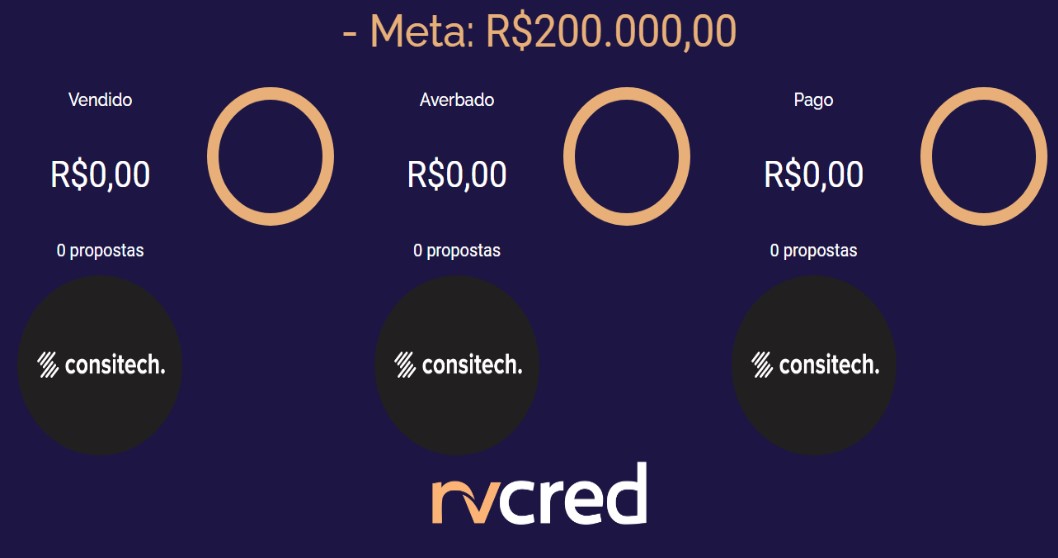 - Meta: R$200.000,00
Vendido
Averbado
Pago
R$0,00
R$0,00
R$0,00
0 propostas
0 propostas
0 propostas
consitech.
consitech.
consitech.
rvcred